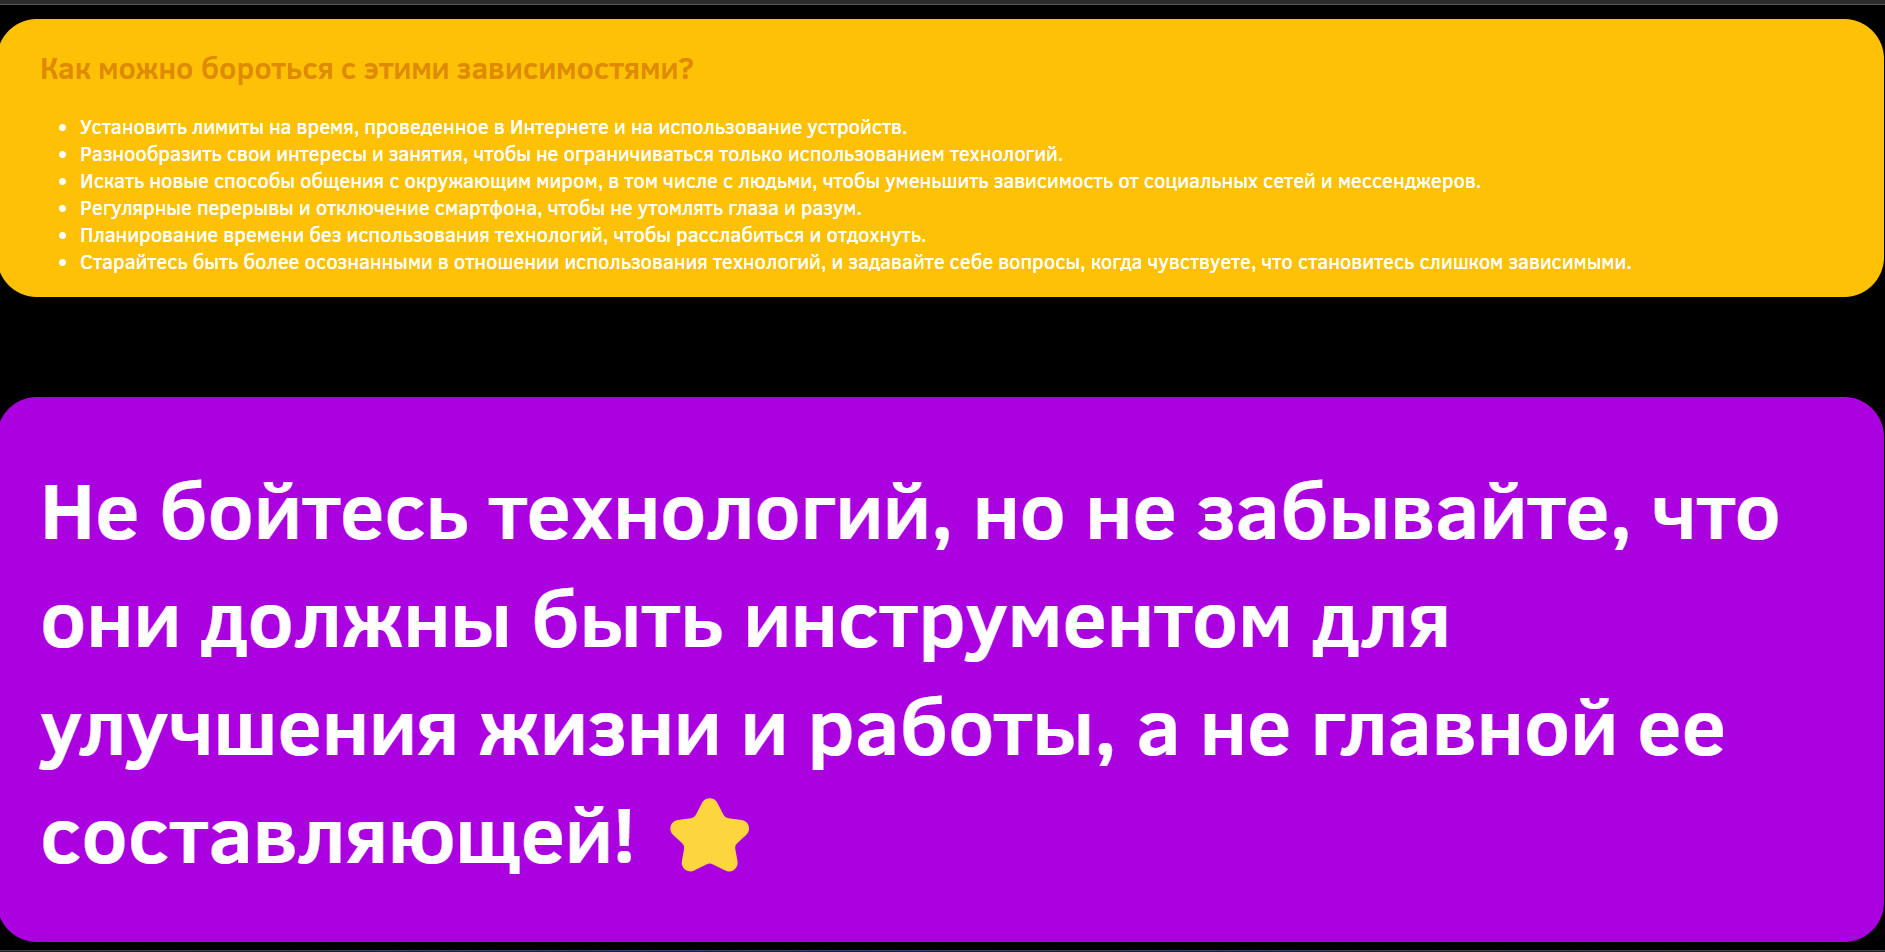 Как можно бороться с этими зависимостями?
Установить лимиты на время, проведенное в Интернете и на использование устройств.
Разнообразить свои интересы и занятия, чтобы не ограничиваться только использованием технологий.
Искать новые способы общения с окружающим миром, в том числе с людьми, чтобы уменьшить зависимость от социальных сетей и мессенджеров.
Регулярные перерывы и отключение смартфона, чтобы не утомлять глаза и разум.
Планирование времени без использования технологий, чтобы расслабиться и отдохнуть.
Старайтесь быть более осознанными в отношении использования технологий, и задавайте себе вопросы, когда чувствуете, что становитесь слишком зависимыми.
Не бойтесь технологий, но не забывайте, что
они должны быть инструментом для
улучшения жизни и работы, а не главной ее
составляющей!